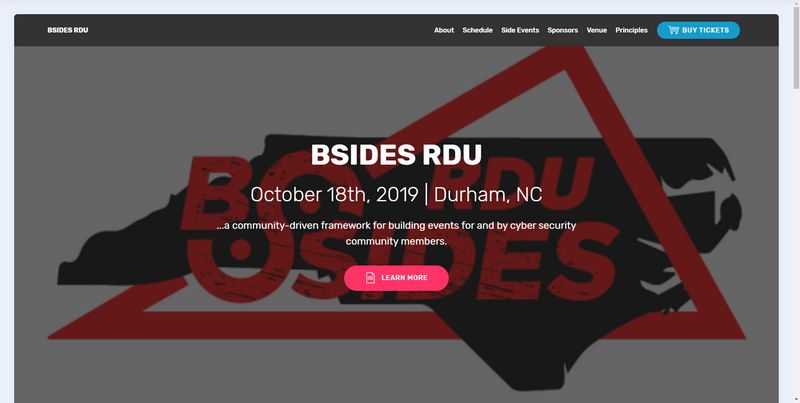 BSIDES RDU
About Schedule Side Events Sponsors Venue Principles BUY TICKETS
BSIDES RDU
October 18th, 2019 | Durham, NC
...a community-driven framework for building events for and by cyber security
community members.
LEARN MORE
BSIDES
RDU